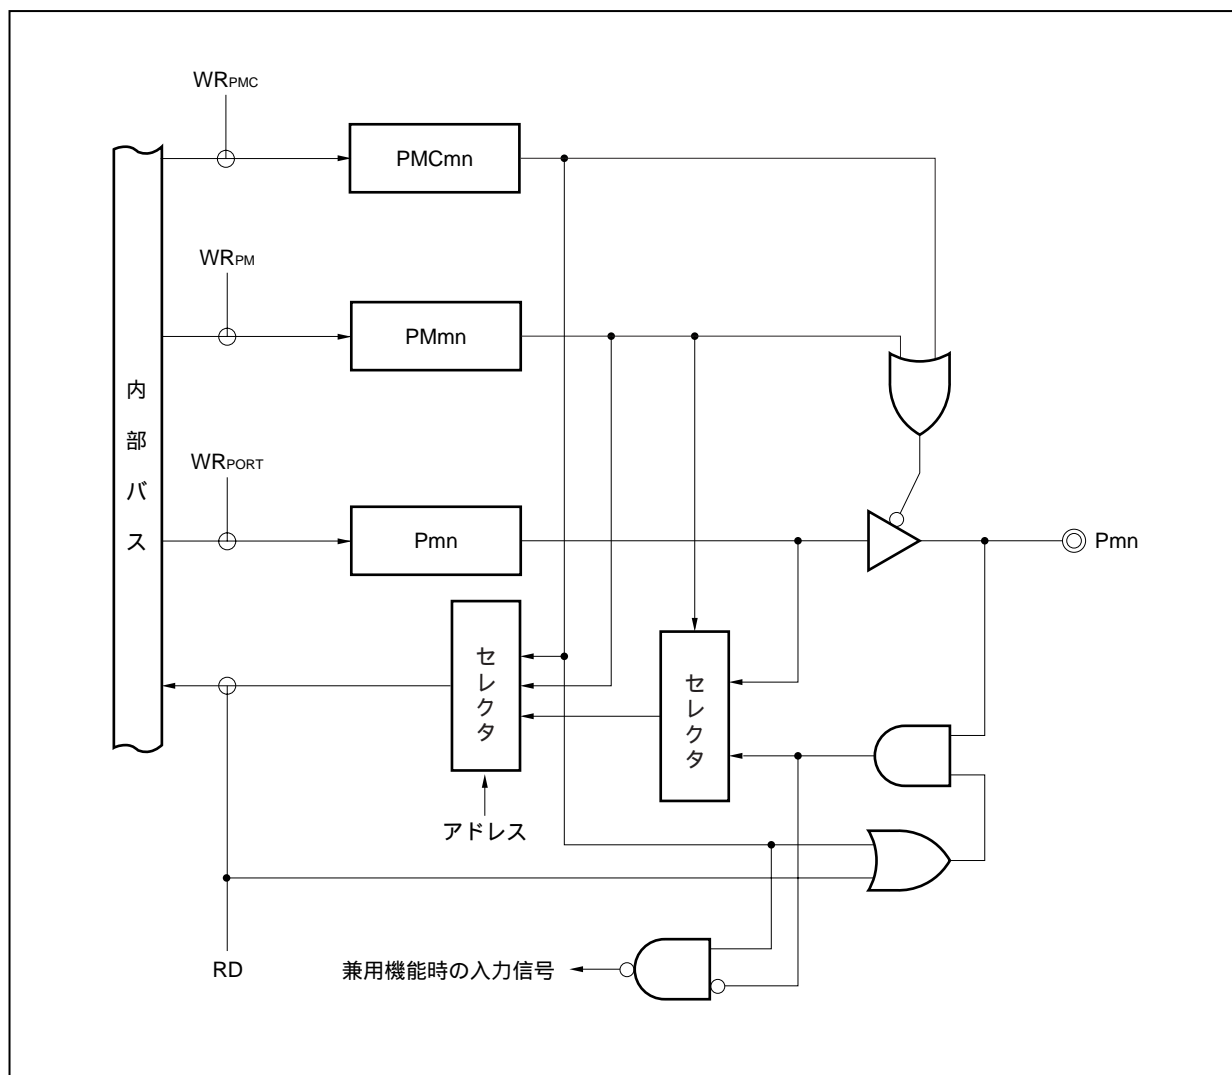 WRPMC
PMCmn
WRPM
PMmn
内部バス
WRPORT
Pmn
Pmn
セレクタ
セレクタ
アドレス
RD
兼用機能時の入力信号